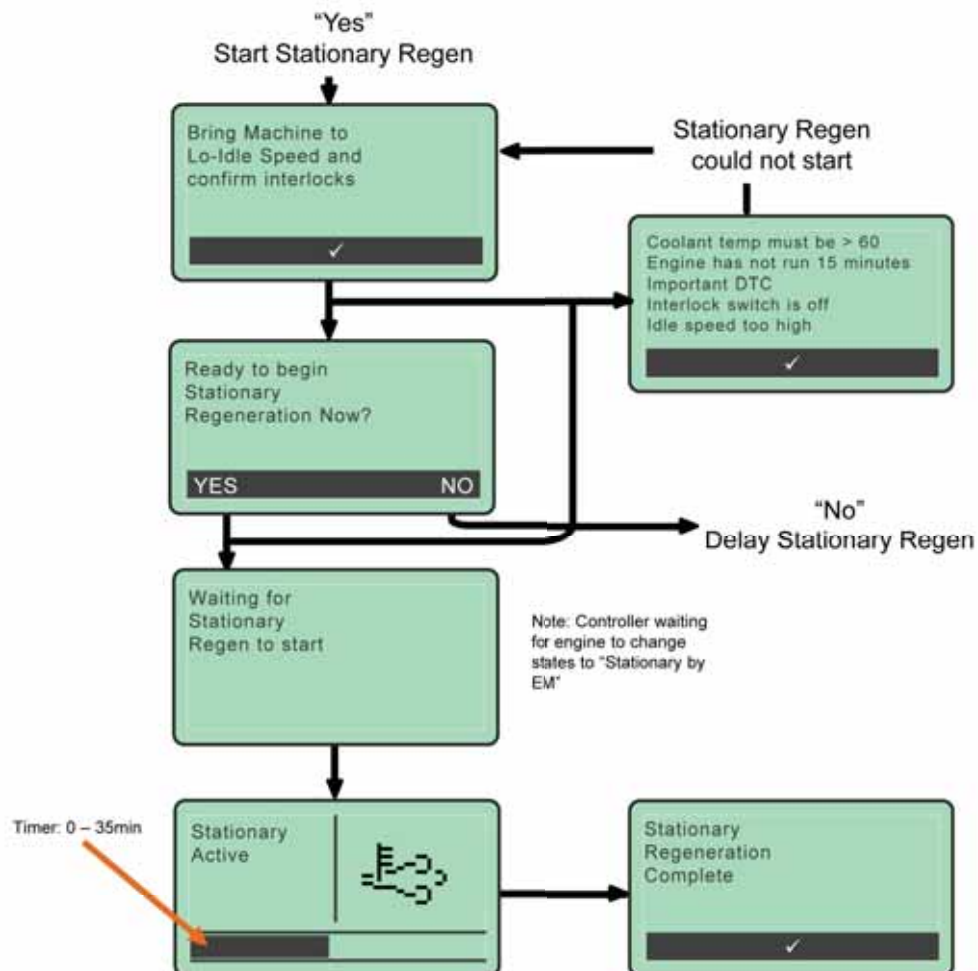 “Yes”
Start Stationary Regen
Bring Machine to
Lo-Idle Speed and
confirm interlocks
✓
Stationary Regen
could not start
Coolant temp must be > 60
Engine has not run 15 minutes
Important DTC
Interlock switch is off
Idle speed too high
✓
Ready to begin
Stationary
Regeneration Now?
YES NO
“No”
Delay Stationary Regen
Waiting for
Stationary
Regen to start
Note: Controller waiting
for engine to change
states to “Stationary by
EM”
Timer: 0 – 35min
Stationary
Active
Stationary
Regeneration
Complete
✓